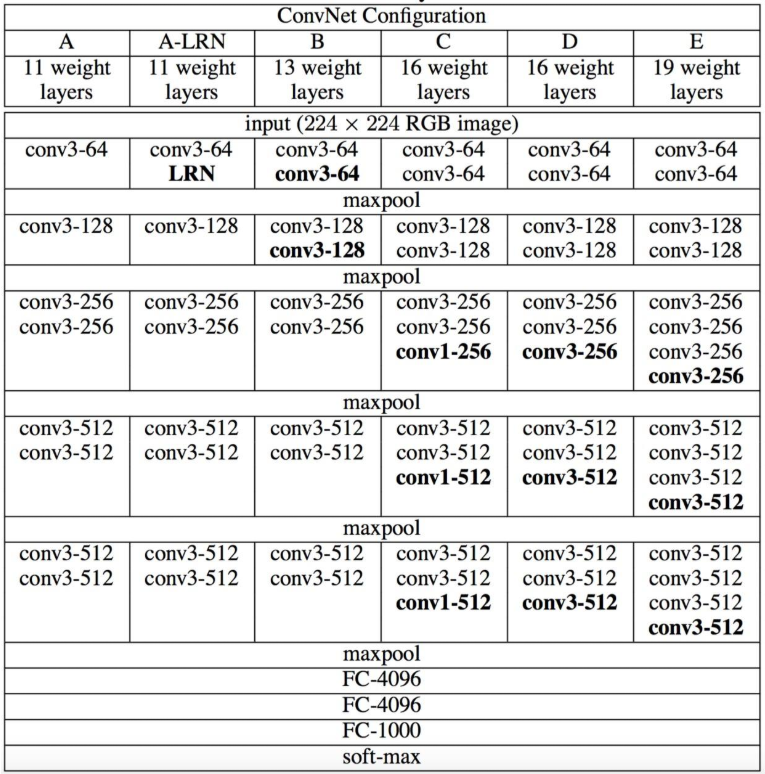 ConvNet Configuration
A A-LRN B C D E
11 weight 11 weight 13 weight 16 weight 16 weight 19 weight
layers layers layers layers layers layers
input (224 × 224 RGB image)
conv3-64 conv3-64 conv3-64 conv3-64 conv3-64 conv3-64
LRN conv3-64 conv3-64 conv3-64 conv3-64
maxpool
conv3-128 conv3-128 conv3-128 conv3-128 conv3-128 conv3-128
conv3-128 conv3-128 conv3-128 conv3-128
maxpool
conv3-256 conv3-256 conv3-256 conv3-256 conv3-256 conv3-256
conv3-256 conv3-256 conv3-256 conv3-256 conv3-256 conv3-256
conv1-256 conv3-256 conv3-256
conv3-256
maxpool
conv3-512 conv3-512 conv3-512 conv3-512 conv3-512 conv3-512
conv3-512 conv3-512 conv3-512 conv3-512 conv3-512 conv3-512
conv1-512 conv3-512 conv3-512
conv3-512
maxpool
conv3-512 conv3-512 conv3-512 conv3-512 conv3-512 conv3-512
conv3-512 conv3-512 conv3-512 conv3-512 conv3-512 conv3-512
conv1-512 conv3-512 conv3-512
conv3-512
maxpool
FC-4096
FC-4096
FC-1000
soft-max